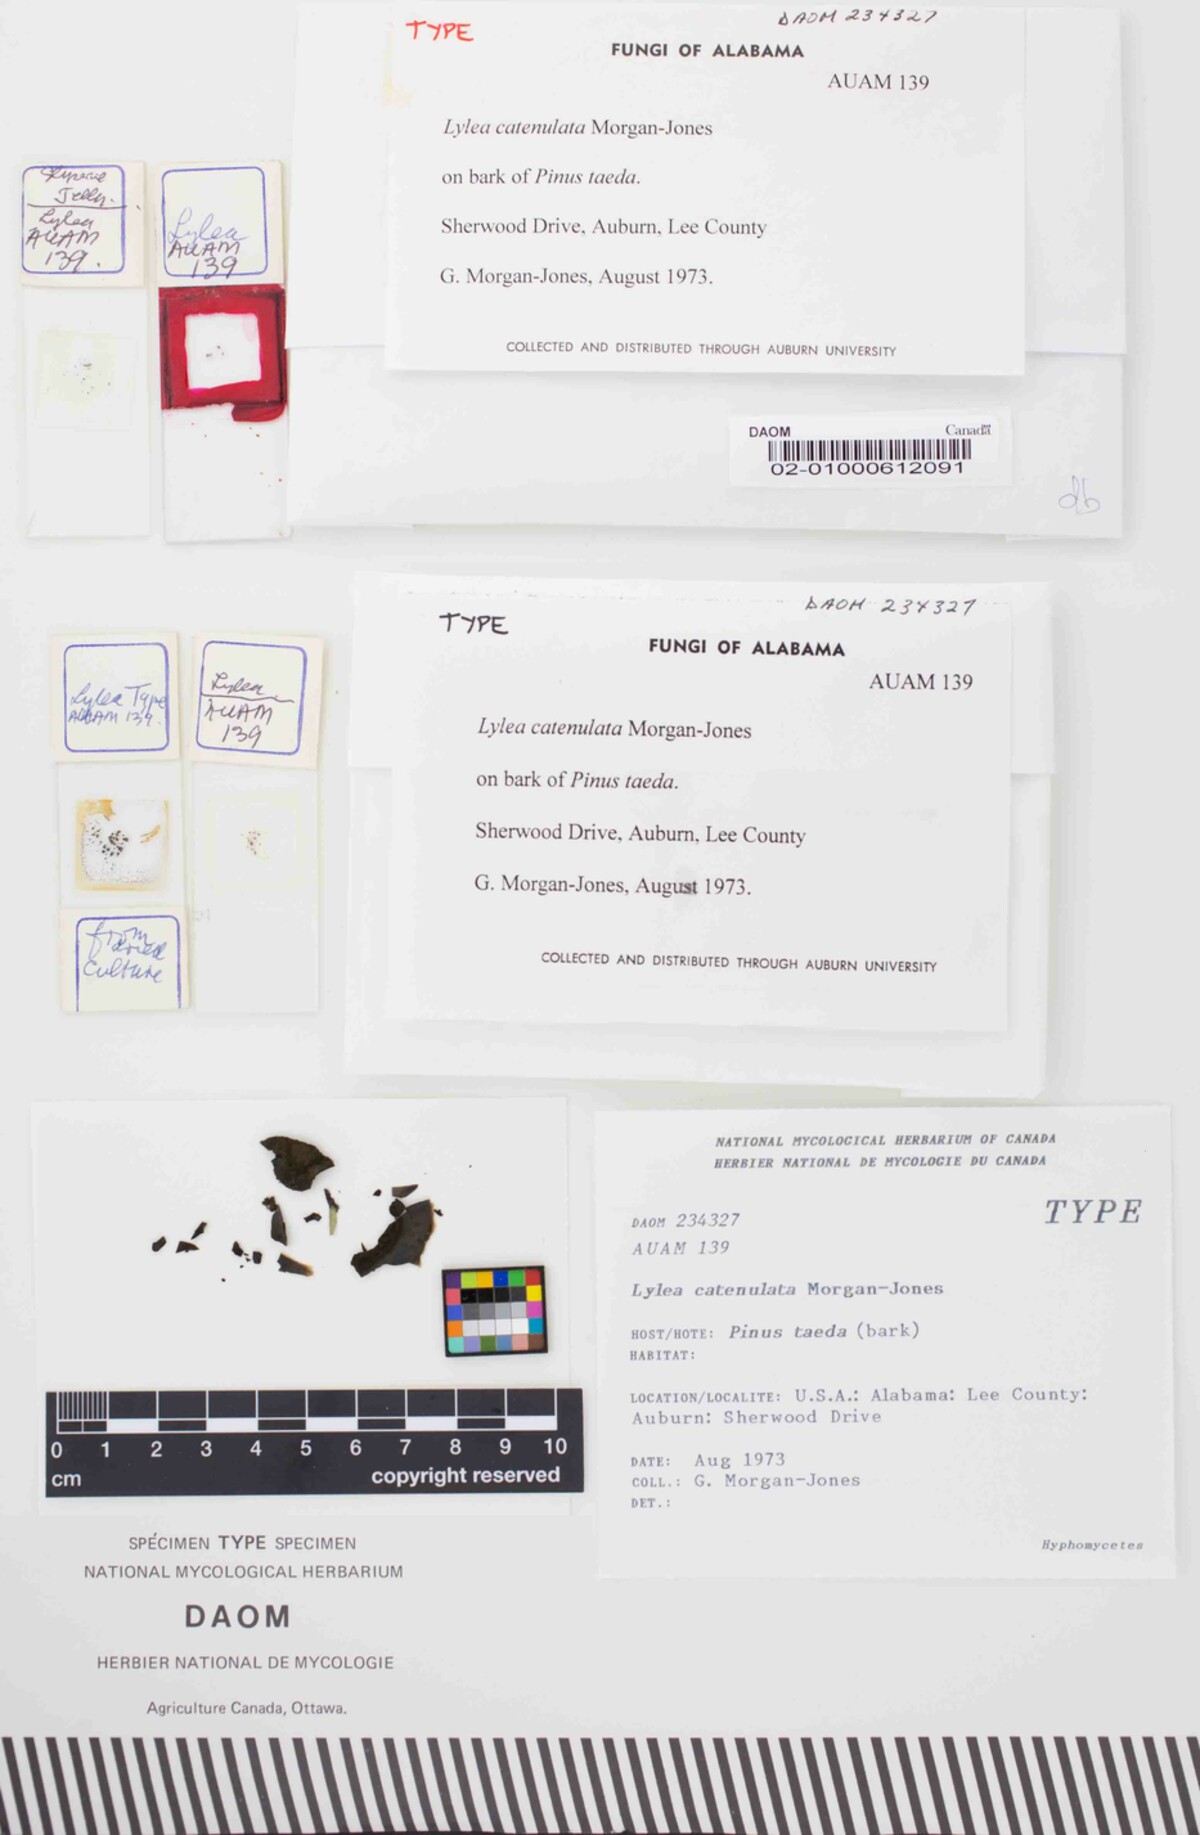 TYPE
DAOM 234327
FUNGI OF ALABAMA
AUAM 139
Lylea catenulata Morgan-Jones
on bark of Pinus taeda.
Sherwood Drive, Auburn, Lee County
G. Morgan-Jones, August 1973.
COLLECTED AND DISTRIBUTED THROUGH AUBURN UNIVERSITY
Jelly.
Lylea
AUAM
139.
Lylea
AUAM
139
DAOM
Canada
02-01000612091
db
TYPE
DAOM 234327
FUNGI OF ALABAMA
AUAM 139
Lylea catenulata Morgan-Jones
on bark of Pinus taeda.
Sherwood Drive, Auburn, Lee County
G. Morgan-Jones, August 1973.
COLLECTED AND DISTRIBUTED THROUGH AUBURN UNIVERSITY
Lylea Type
AUAM 139.
Lylea
AUAM
139
from
dried
culture
0 1 2 3 4 5 6 7 8 9 10
cm
copyright reserved
NATIONAL MYCOLOGICAL HERBARIUM OF CANADA
HERBIER NATIONAL DE MYCOLOGIE DU CANADA
TYPE
DAOM 234327
AUAM 139
Lylea catenulata Morgan-Jones
HOST/HOTE: Pinus taeda (bark)
HABITAT:
LOCATION/LOCALITE: U.S.A.: Alabama: Lee County:
Auburn: Sherwood Drive
DATE: Aug 1973
COLL.: G. Morgan-Jones
DET.:
Hyphomycetes
SPÉCIMEN TYPE SPECIMEN
NATIONAL MYCOLOGICAL HERBARIUM
DAOM
HERBIER NATIONAL DE MYCOLOGIE
Agriculture Canada, Ottawa.